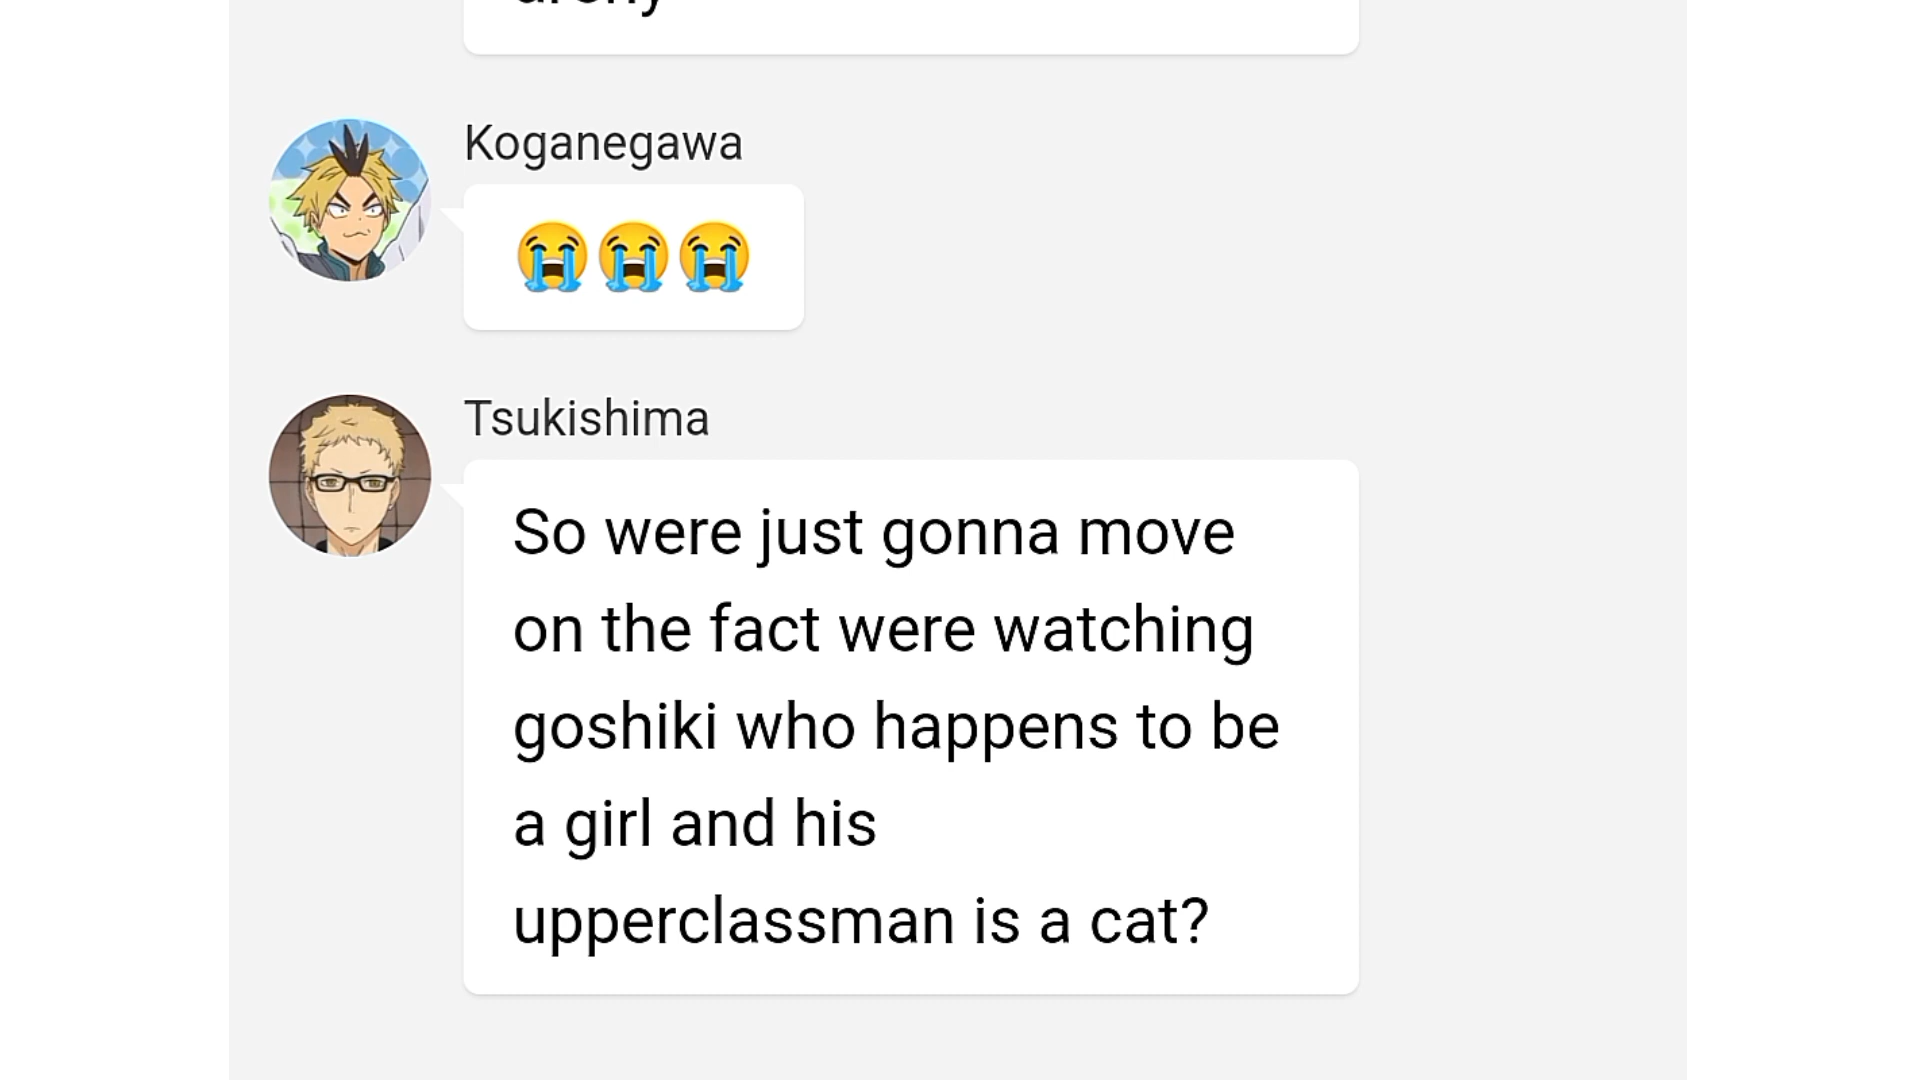 Koganegawa
😭😭😭
Tsukishima
So were just gonna move
on the fact were watching
goshiki who happens to be
a girl and his
upperclassman is a cat?